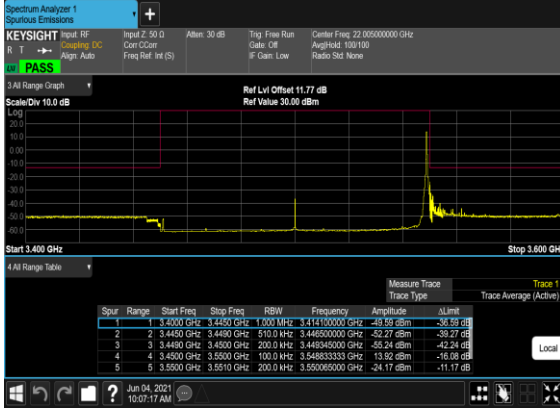 Spectrum Analyzer 1
Spurious Emissions
KEYSIGHT Input: RF Input Z: 50 Ω Atten: 30 dB Trig: Free Run Center Freq: 22.005000000 GHz
R T Coupling: DC Corr CCorr Gate: Off Avg|Hold: 100/100
Align: Auto Freq Ref: Int (S) IF Gain: Low Radio Std: None
LXI PASS
3 All Range Graph
Ref Lvl Offset 11.77 dB
Scale/Div 10.0 dB Ref Value 30.00 dBm
Log
20.0
10.0
0.00
-10.0
-20.0
-30.0
-40.0
-50.0
-60.0
Start 3.400 GHz Stop 3.600 GH
4 All Range Table
Measure Trace Trace 1
Trace Type Trace Average (Active)
Spur Range Start Freq Stop Freq RBW Frequency Amplitude ΔLimit
1 1 3.4000 GHz 3.4450 GHz 1.000 MHz 3.414100000 GHz -49.59 dBm -36.59 dB
2 2 3.4450 GHz 3.4490 GHz 510.0 kHz 3.446500000 GHz -52.27 dBm -39.27 dB
3 3 3.4490 GHz 3.4500 GHz 200.0 kHz 3.449345000 GHz -55.24 dBm -42.24 dB
4 4 3.4500 GHz 3.5500 GHz 100.0 kHz 3.548833333 GHz 13.92 dBm -16.08 dB
5 5 3.5500 GHz 3.5510 GHz 200.0 kHz 3.550065000 GHz -24.17 dBm -11.17 dB
Local
Jun 04, 2021
10:07:17 AM